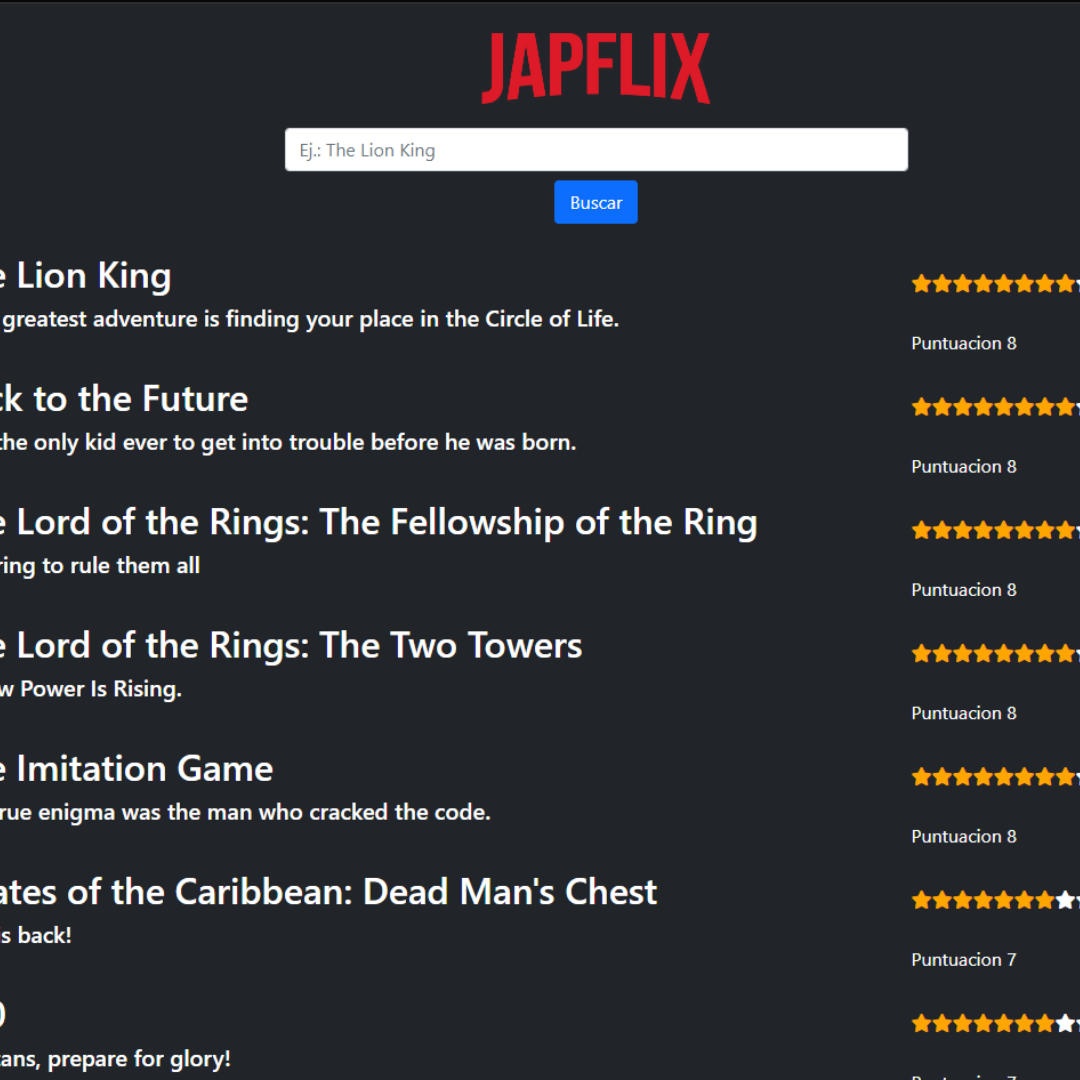 JAPFLIX
Ej.: The Lion King
Buscar
e Lion King
greatest adventure is finding your place in the Circle of Life.
Puntuacion 8
ck to the Future
the only kid ever to get into trouble before he was born.
Puntuacion 8
e Lord of the Rings: The Fellowship of the Ring
ring to rule them all
Puntuacion 8
e Lord of the Rings: The Two Towers
w Power Is Rising.
Puntuacion 8
e Imitation Game
rue enigma was the man who cracked the code.
Puntuacion 8
ates of the Caribbean: Dead Man's Chest
is back!
Puntuacion 7
0
tans, prepare for glory!